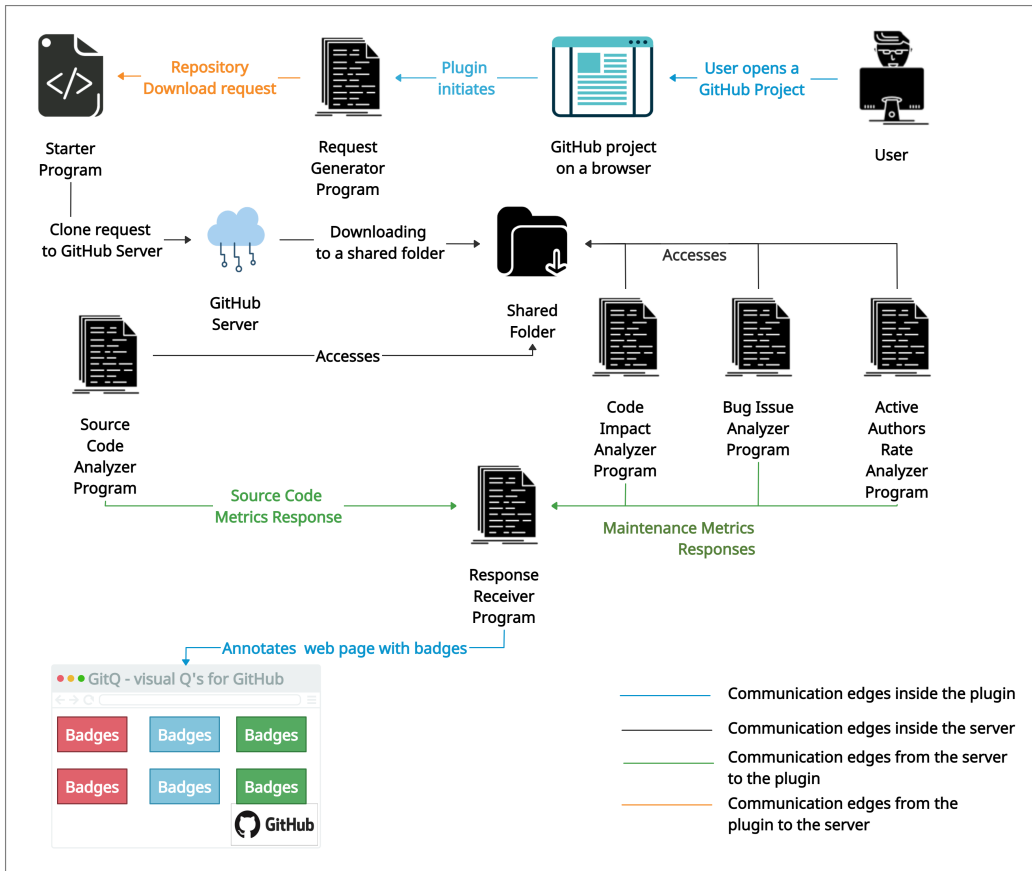 Repository
Download request
Plugin
initiates
User opens a
GitHub Project
</>
Starter
Program
Request
Generator
Program
GitHub project
on a browser
User
Clone request
to GitHub Server
Downloading
to a shared folder
Accesses
GitHub
Server
Shared
Folder
Accesses
Source
Code
Analyzer
Program
Code
Impact
Analyzer
Program
Bug Issue
Analyzer
Program
Active
Authors
Rate
Analyzer
Program
Source Code
Metrics Response
Maintenance Metrics
Responses
Response
Receiver
Program
Annotates web page with badges
GitQ - visual Q's for GitHub
Badges
Badges
Badges
Badges
Badges
Badges
GitHub
Communication edges inside the plugin
Communication edges inside the server
Communication edges from the server
to the plugin
Communication edges from the
plugin to the server